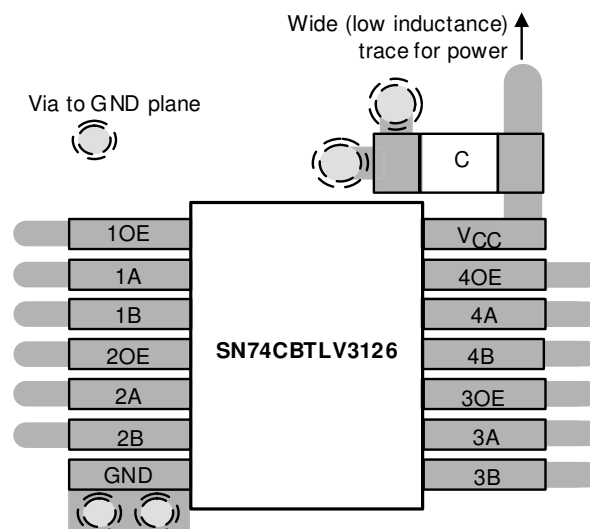 Wide (low inductance)
trace for power
Via to GND plane
C
1OE
1A
1B
2OE
2A
2B
GND
SN74CBTLV3126
VCC
4OE
4A
4B
3OE
3A
3B